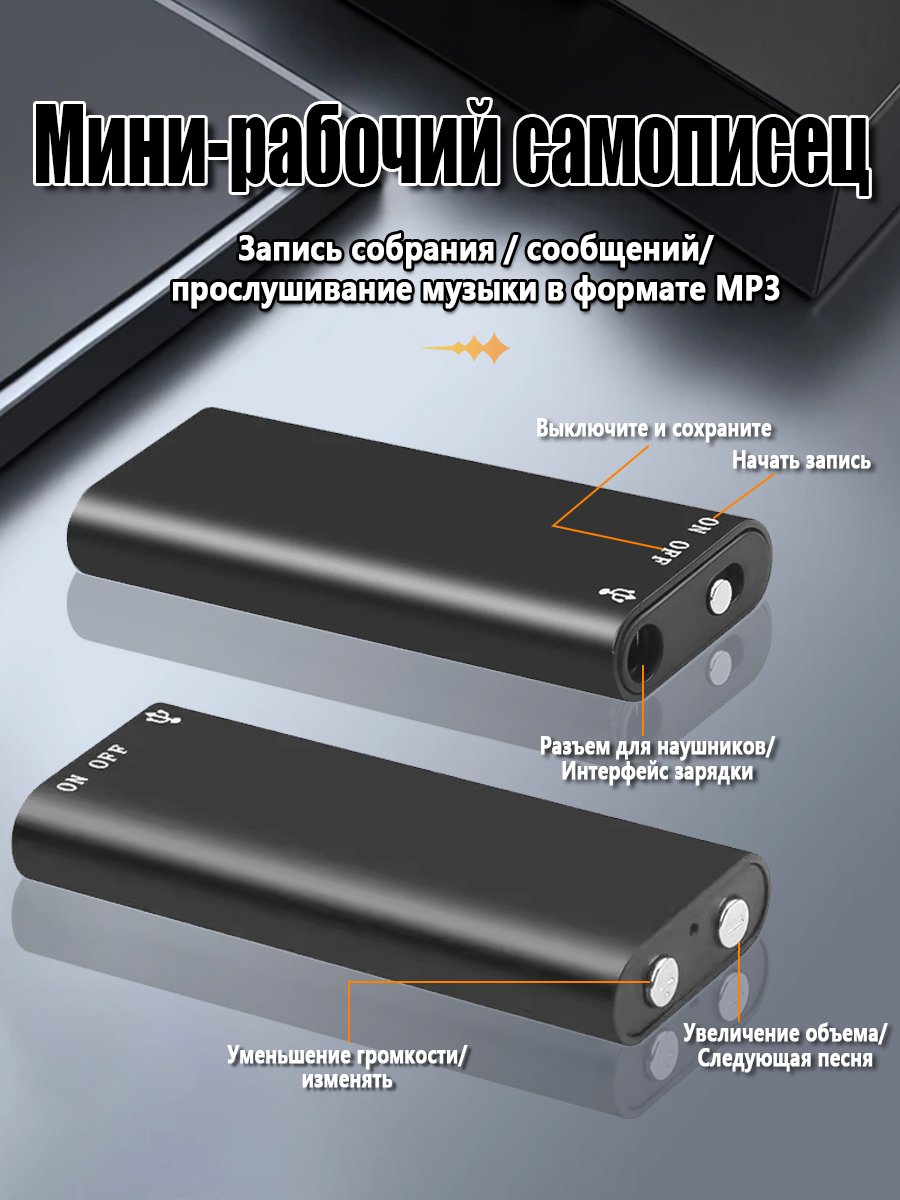 Мини-рабочий самописец
Запись собрания / сообщений/
прослушивание музыки в формате MP3
Выключите и сохраните
Начать запись
ON OFF
Разъем для наушников/
Интерфейс зарядки
ON OFF
Уменьшение громкости/
изменять
Увеличение объема/
Следующая песня